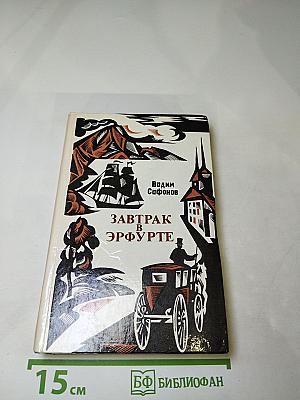 Вадим
Сафонов
ЗАВТРАК
В
ЭРФУРТЕ
15 см
БФ БИБЛИОФАН